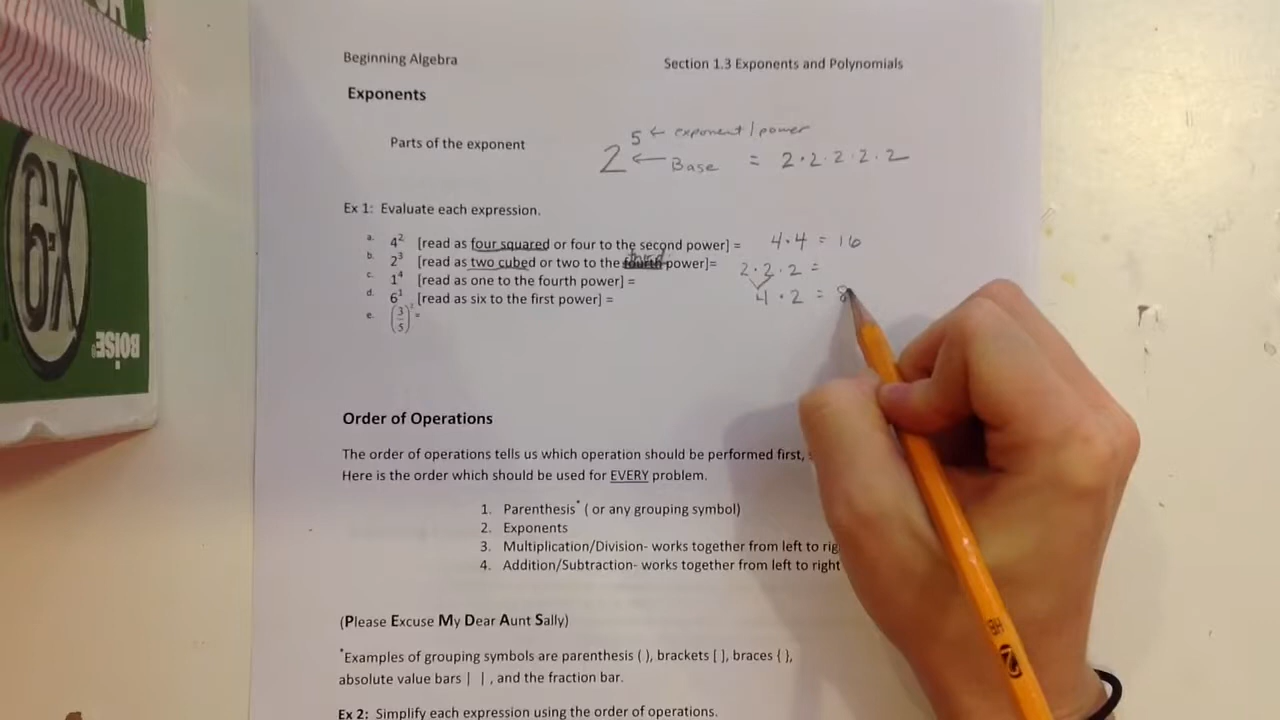 Beginning Algebra Section 1.3 Exponents and Polynomials
Exponents
5 ← exponent/power
Parts of the exponent 2 ← Base = 2·2·2·2·2
Ex 1: Evaluate each expression.
a. 4² [read as four squared or four to the second power] = 4·4 = 16
third
b. 2³ [read as two cubed or two to the fourth power]= 2·2·2 =
c. 1⁴ [read as one to the fourth power] =
d. 6¹ [read as six to the first power] = 4·2 = 8
e. (3/5)² =
Order of Operations
The order of operations tells us which operation should be performed first,
Here is the order which should be used for EVERY problem.
1. Parenthesis* ( or any grouping symbol)
2. Exponents
3. Multiplication/Division- works together from left to rig
4. Addition/Subtraction- works together from left to right
(Please Excuse My Dear Aunt Sally)
*Examples of grouping symbols are parenthesis ( ), brackets [ ], braces { },
absolute value bars | | , and the fraction bar.
Ex 2: Simplify each expression using the order of operations.
X-9
BOISE®
HB